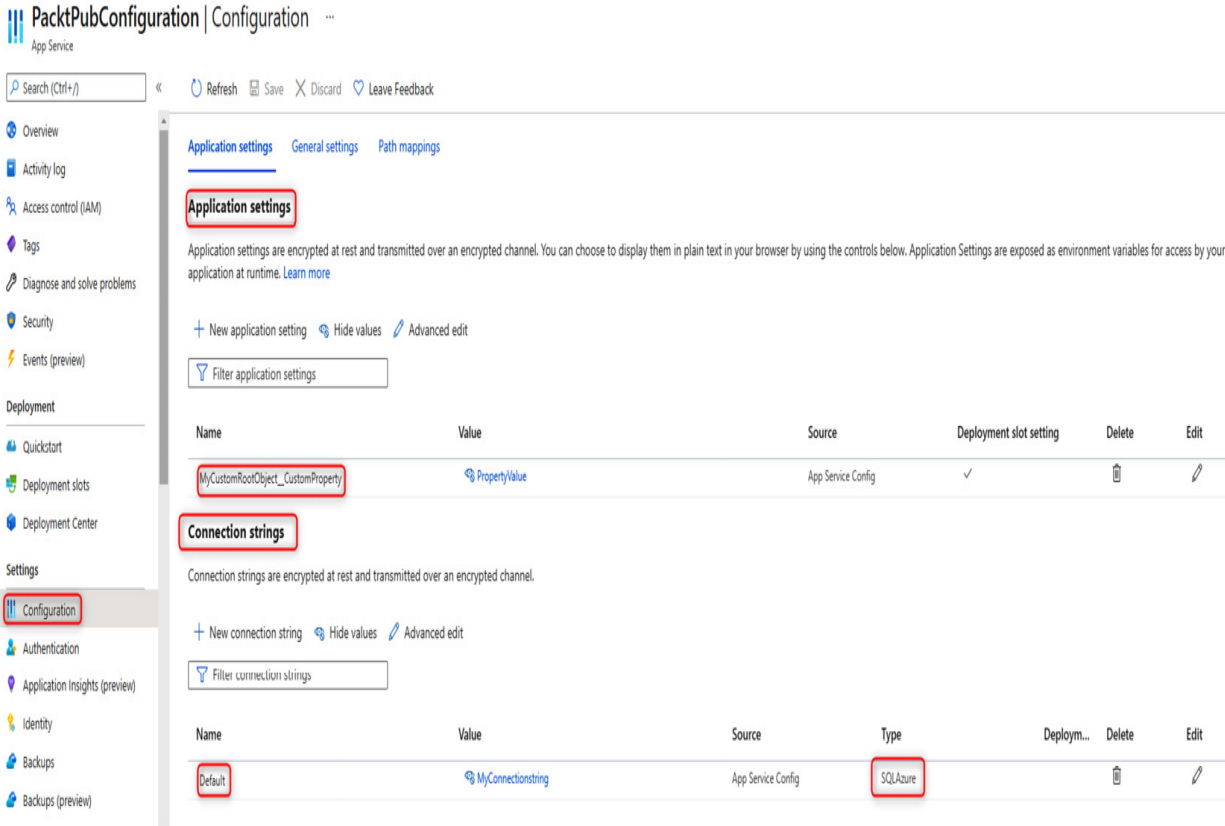 PacktPubConfiguration | Configuration ...
App Service
Search (Ctrl+/)
«
Refresh Save Discard Leave Feedback
Overview
Activity log
Access control (IAM)
Tags
Diagnose and solve problems
Security
Events (preview)
Deployment
Quickstart
Deployment slots
Deployment Center
Settings
Configuration
Authentication
Application Insights (preview)
Identity
Backups
Backups (preview)
Application settings General settings Path mappings
Application settings
Application settings are encrypted at rest and transmitted over an encrypted channel. You can choose to display them in plain text in your browser by using the controls below. Application Settings are exposed as environment variables for access by your
application at runtime. Learn more
New application setting Hide values Advanced edit
Filter application settings
Name Value Source Deployment slot setting Delete Edit
MyCustomRootObject__CustomProperty PropertyValue App Service Config
Connection strings
Connection strings are encrypted at rest and transmitted over an encrypted channel.
New connection string Hide values Advanced edit
Filter connection strings
Name Value Source Type Deploym... Delete Edit
Default MyConnectionstring App Service Config SQLAzure